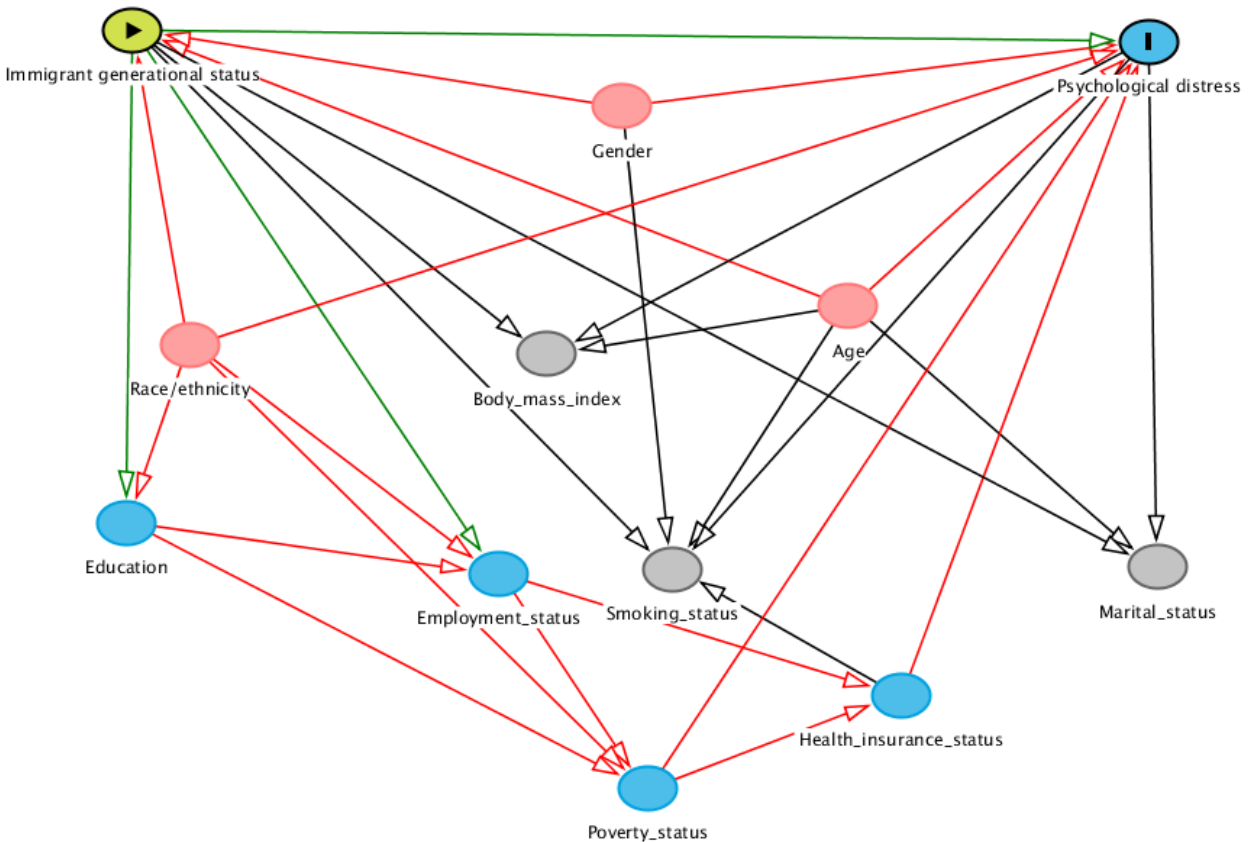 Immigrant generational status
Psychological distress
Gender
Age
Race/ethnicity
Body_mass_index
Education
Employment_status
Smoking_status
Marital_status
Health_insurance_status
Poverty_status